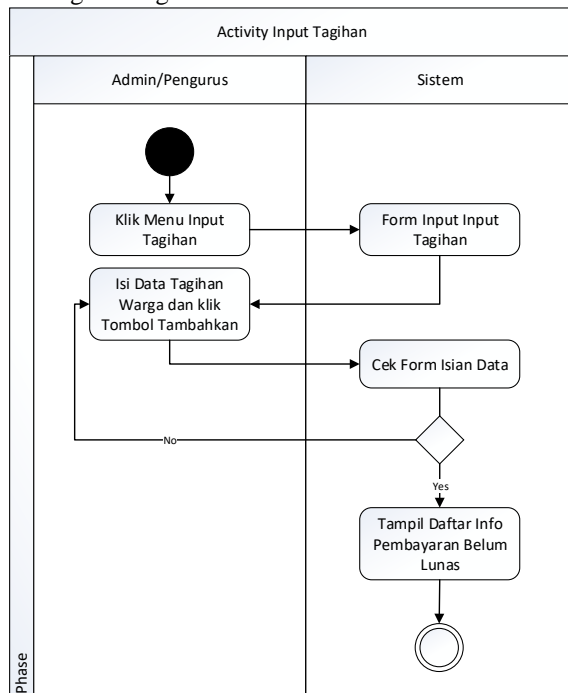 Activity Input Tagihan
Admin/Pengurus
Sistem
Klik Menu Input
Tagihan
Form Input Input
Tagihan
Isi Data Tagihan
Warga dan klik
Tombol Tambahkan
Cek Form Isian Data
No
Yes
Tampil Daftar Info
Pembayaran Belum
Lunas
Phase